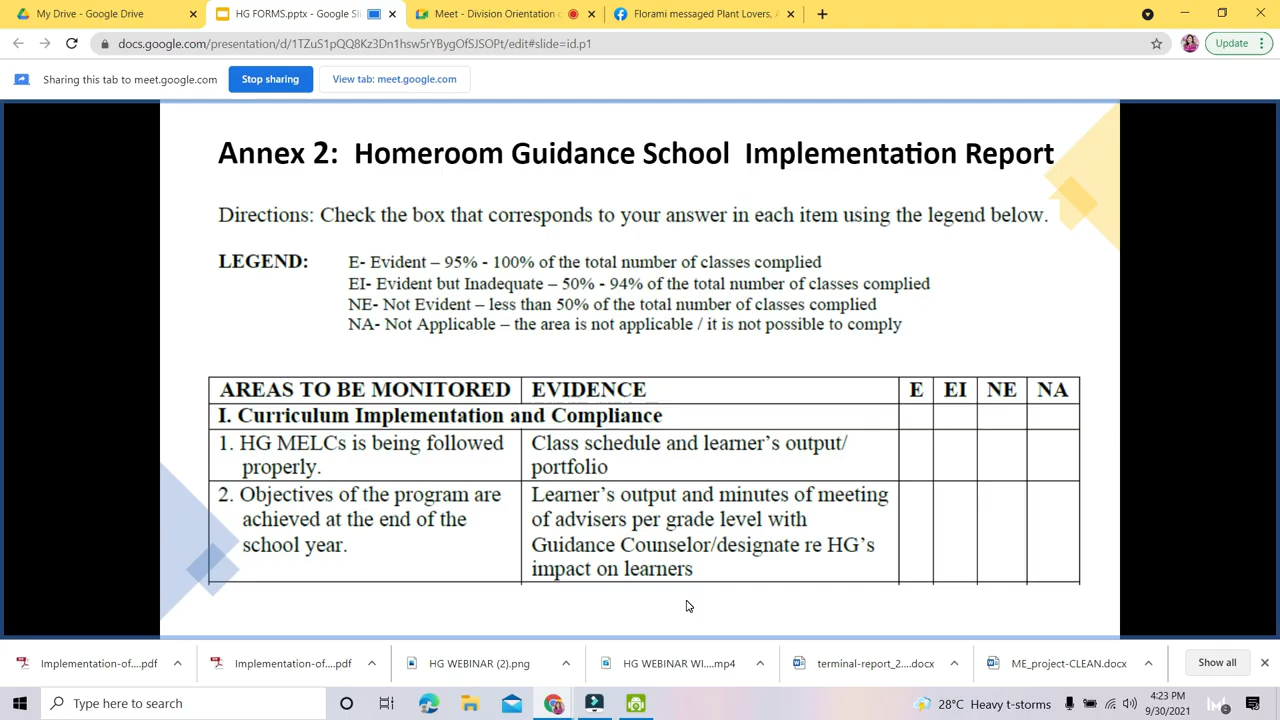 My Drive - Google Drive
HG FORMS.pptx - Google Sli
Meet - Division Orientation o
Florami messaged Plant Lovers, A
docs.google.com/presentation/d/1TZuS1pQQ8Kz3Dn1hsw5rYBygOfSJSOPt/edit#slide=id.p1
Update
Sharing this tab to meet.google.com
Stop sharing
View tab: meet.google.com
Annex 2: Homeroom Guidance School Implementation Report
Directions: Check the box that corresponds to your answer in each item using the legend below.
LEGEND: E- Evident – 95% - 100% of the total number of classes complied
EI- Evident but Inadequate – 50% - 94% of the total number of classes complied
NE- Not Evident – less than 50% of the total number of classes complied
NA- Not Applicable – the area is not applicable / it is not possible to comply
AREAS TO BE MONITORED EVIDENCE E EI NE NA
I. Curriculum Implementation and Compliance
1. HG MELCs is being followed
properly.
Class schedule and learner's output/
portfolio
2. Objectives of the program are
achieved at the end of the
school year.
Learner's output and minutes of meeting
of advisers per grade level with
Guidance Counselor/designate re HG's
impact on learners
Implementation-of....pdf
Implementation-of....pdf
HG WEBINAR (2).png
HG WEBINAR WI....mp4
terminal-report_2....docx
ME_project-CLEAN.docx
Show all
Type here to search
28°C Heavy t-storms
4:23 PM
9/30/2021